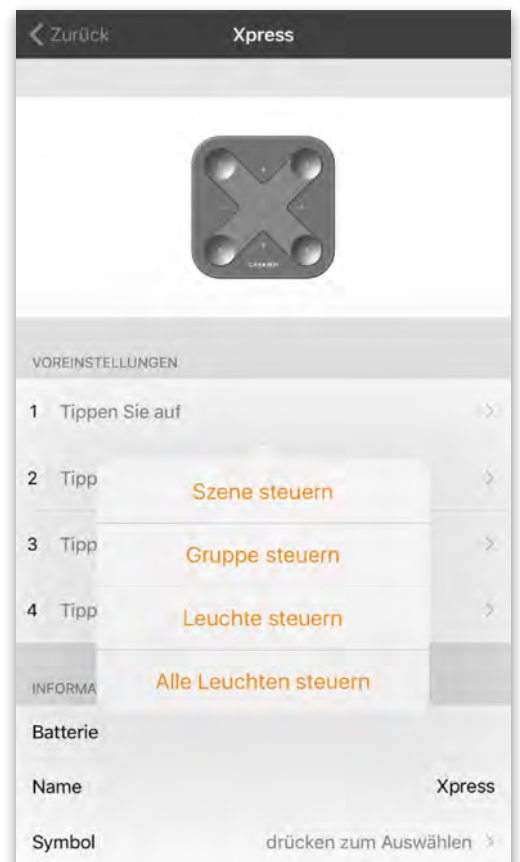 Zurück
Xpress
CASAMBI
VOREINSTELLUNGEN
1 Tippen Sie auf
2 Tipp
3 Tipp
4 Tipp
Szene steuern
Gruppe steuern
Leuchte steuern
Alle Leuchten steuern
INFORMA
Batterie
Name Xpress
Symbol drücken zum Auswählen